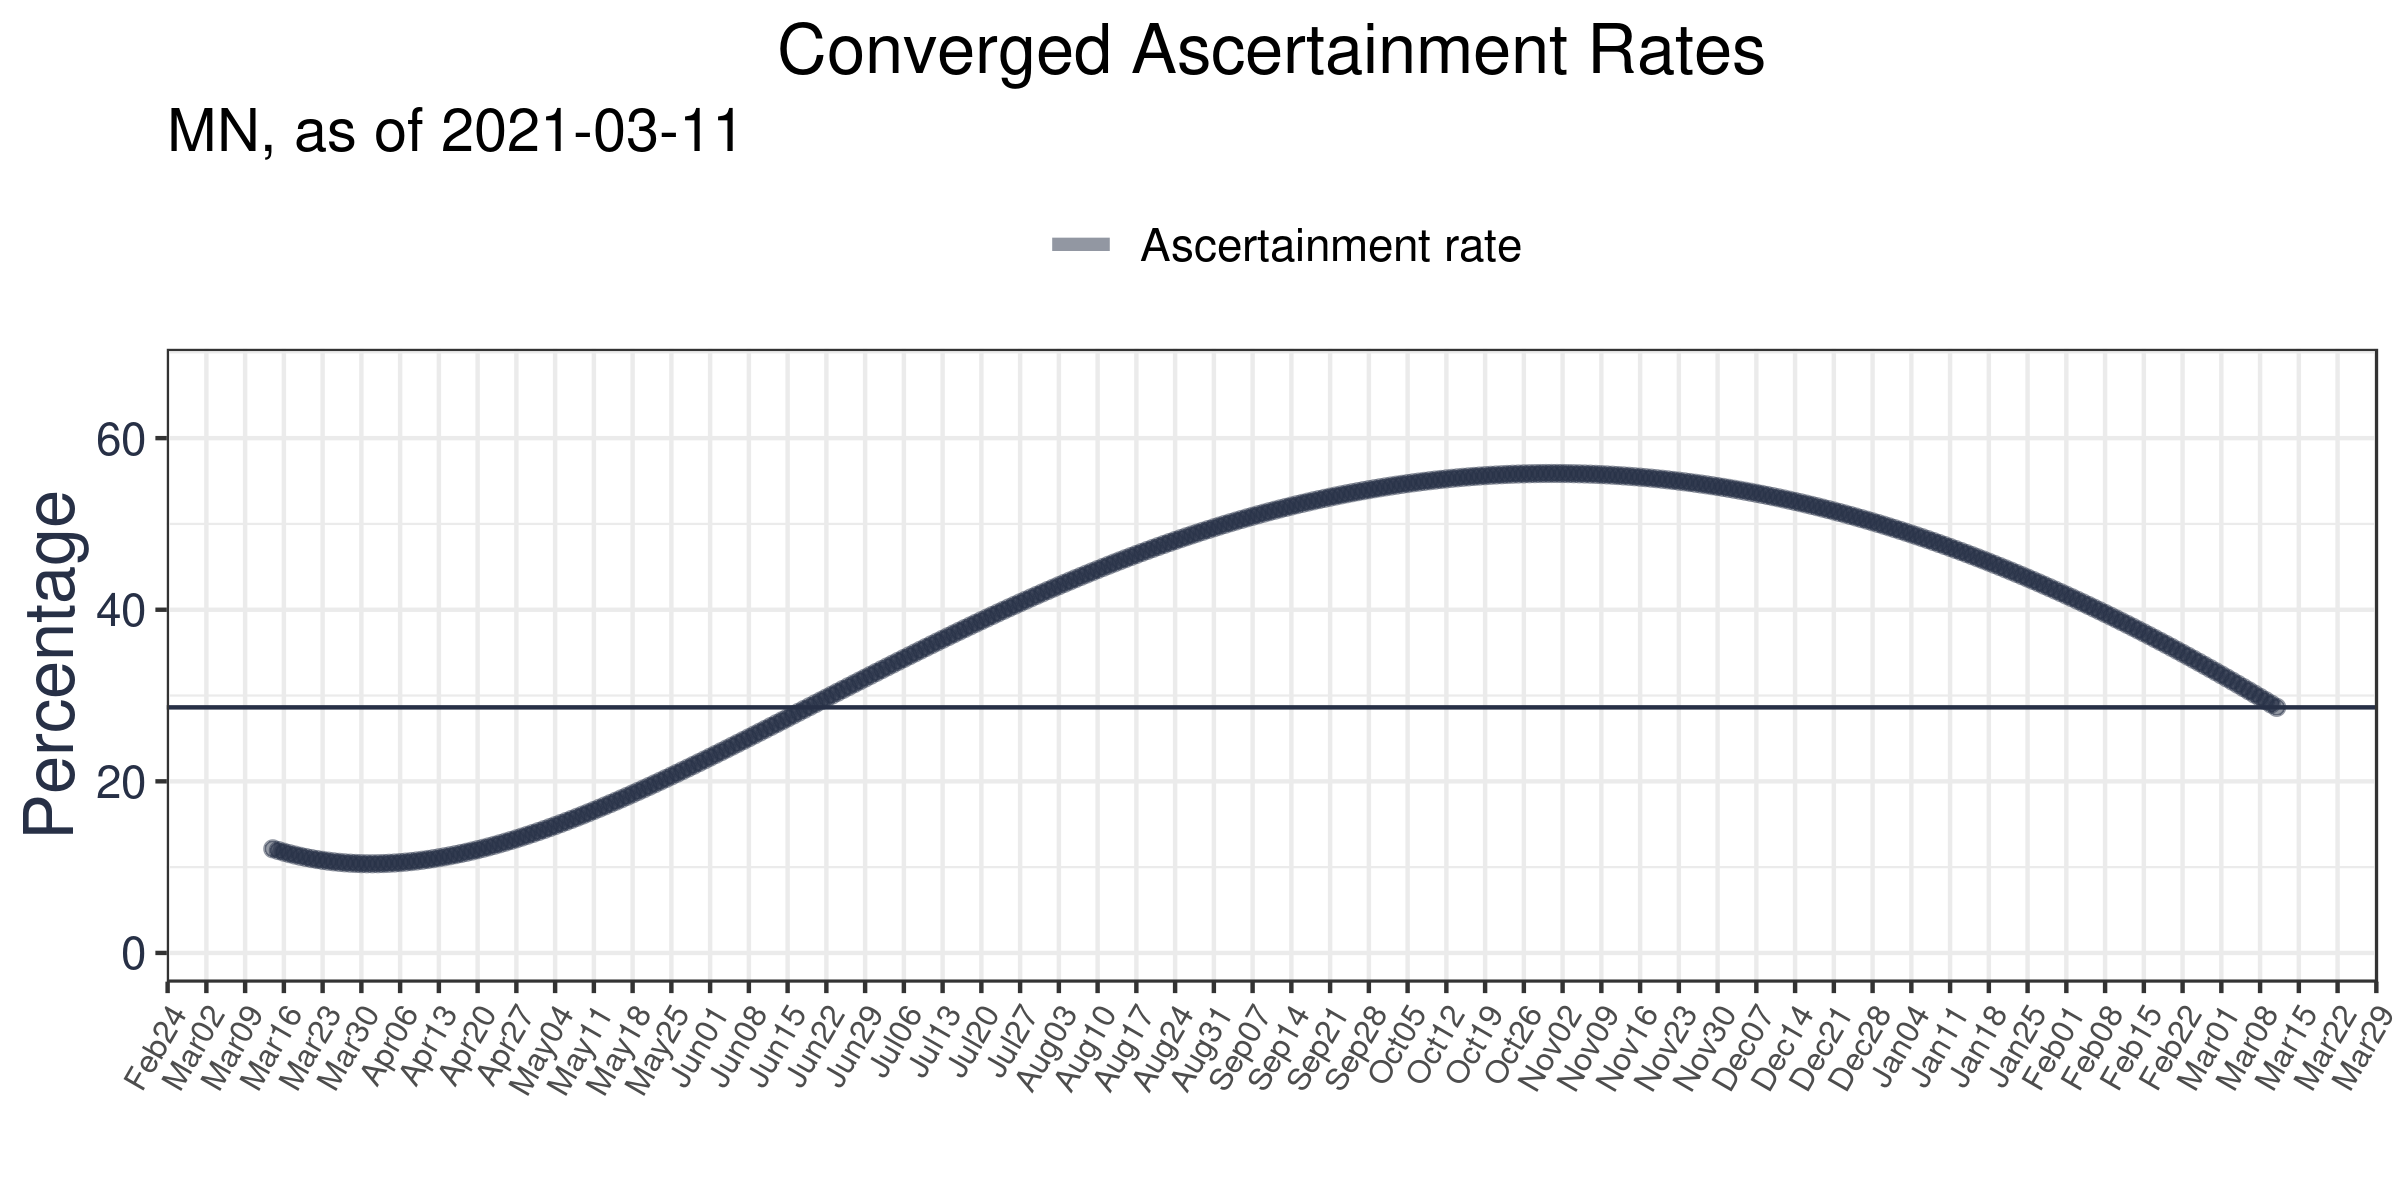 Converged Ascertainment Rates
MN, as of 2021-03-11
Ascertainment rate
Percentage
60
40
20
0
Feb24 Mar02 Mar09 Mar16 Mar23 Mar30 Apr06 Apr13 Apr20 Apr27 May04 May11 May18 May25 Jun01 Jun08 Jun15 Jun22 Jun29 Jul06 Jul13 Jul20 Jul27 Aug03 Aug10 Aug17 Aug24 Aug31 Sep07 Sep14 Sep21 Sep28 Oct05 Oct12 Oct19 Oct26 Nov02 Nov09 Nov16 Nov23 Nov30 Dec07 Dec14 Dec21 Dec28 Jan04 Jan11 Jan18 Jan25 Feb01 Feb08 Feb15 Feb22 Mar01 Mar08 Mar15 Mar22 Mar29